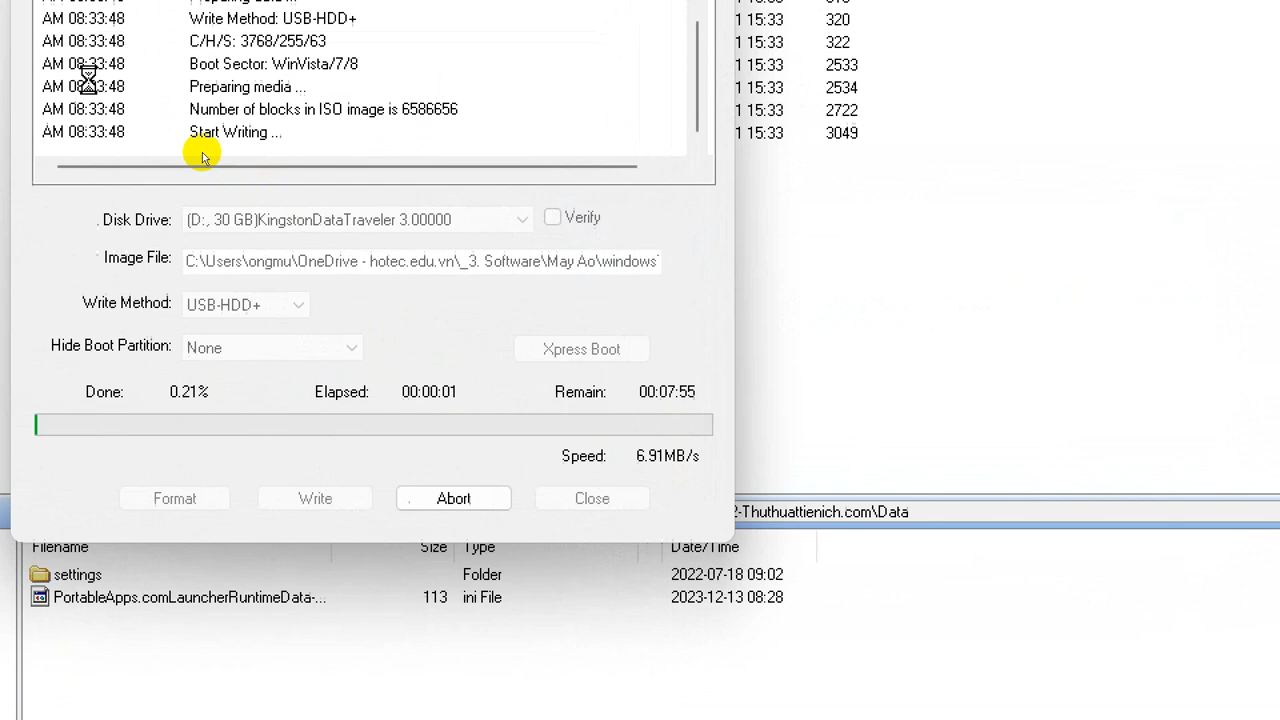 AM 08:33:48 Write Method: USB-HDD+
1 15:33 320
AM 08:33:48 C/H/S: 3768/255/63
1 15:33 322
AM 08:33:48 Boot Sector: WinVista/7/8
1 15:33 2533
AM 08:33:48 Preparing media ...
1 15:33 2534
AM 08:33:48 Number of blocks in ISO image is 6586656
1 15:33 2722
AM 08:33:48 Start Writing ...
1 15:33 3049
Disk Drive: (D:, 30 GB)KingstonDataTraveler 3.00000 Verify
Image File: C:\Users\ongmu\OneDrive - hotec.edu.vn\_3. Software\May Ao\windows
Write Method: USB-HDD+
Hide Boot Partition: None Xpress Boot
Done: 0.21% Elapsed: 00:00:01 Remain: 00:07:55
Speed: 6.91MB/s
Format Write Abort Close
2-Thuthuattienich.com\Data
Filename Size Type Date/Time
settings Folder 2022-07-18 09:02
PortableApps.comLauncherRuntimeData-... 113 ini File 2023-12-13 08:28